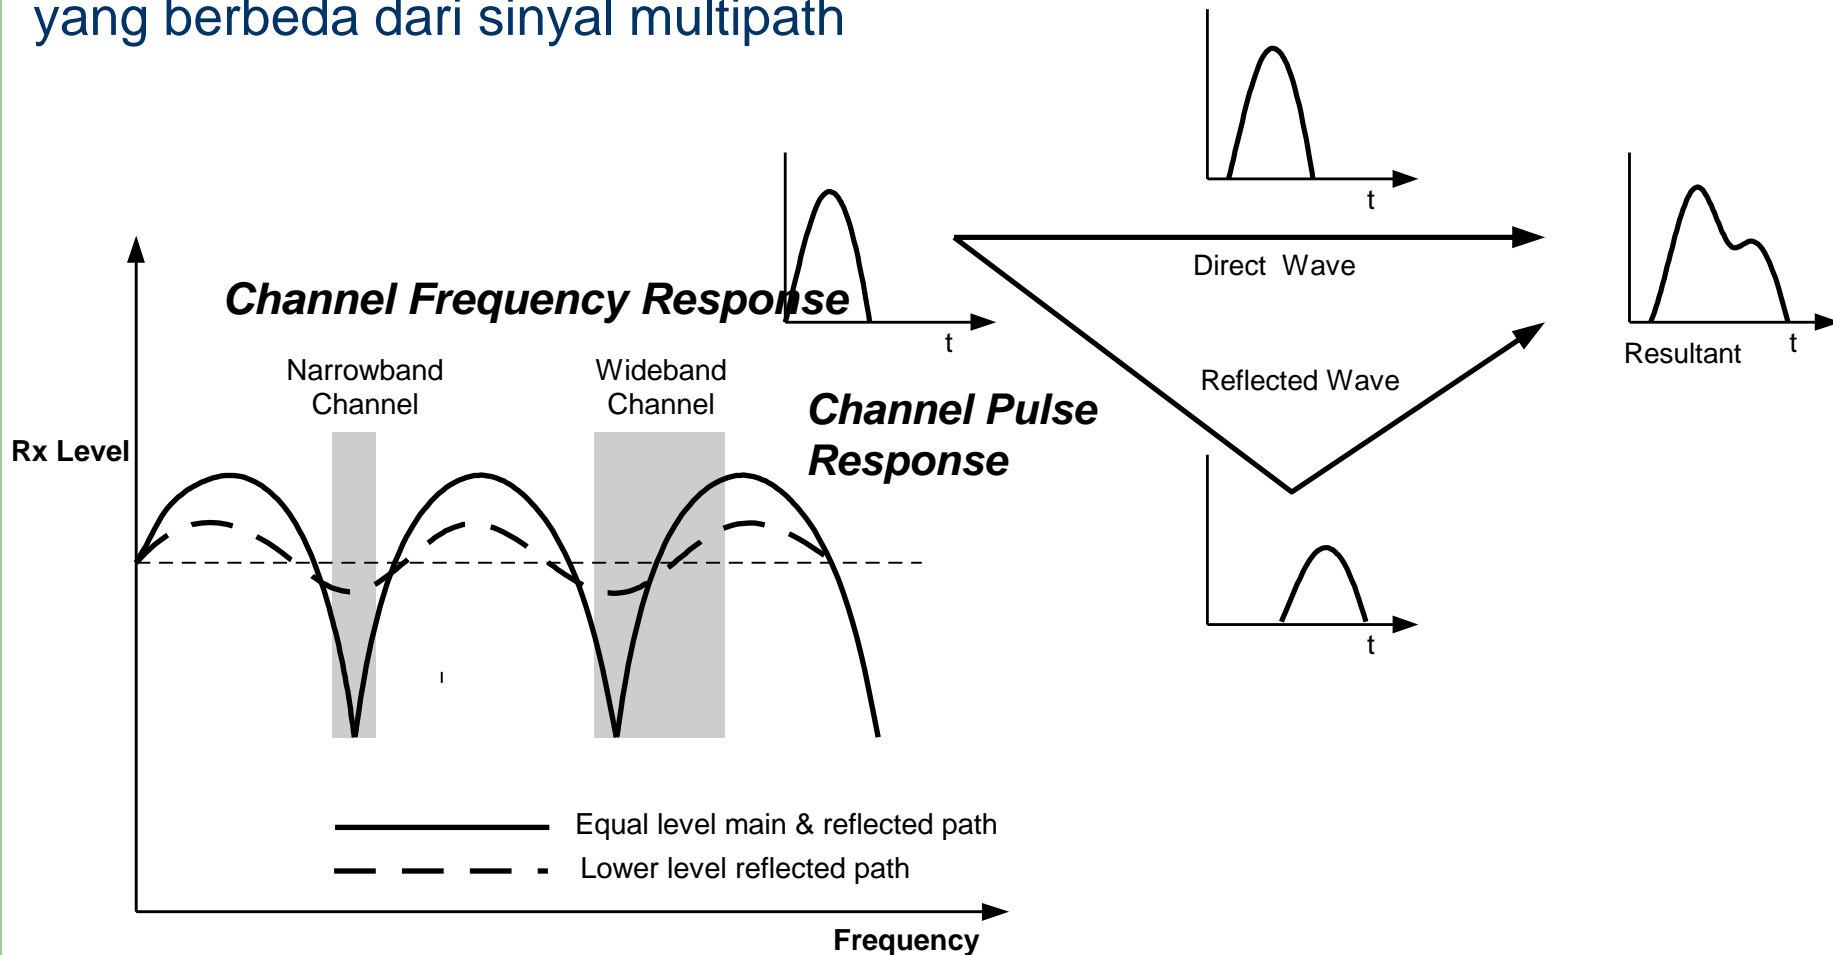 yang berbeda dari sinyal multipath
t
Direct Wave
t
Resultant
t
Channel Frequency Response
Narrowband
Channel
Wideband
Channel
Reflected Wave
Channel Pulse
Response
Rx Level
t
Equal level main & reflected path
Lower level reflected path
Frequency